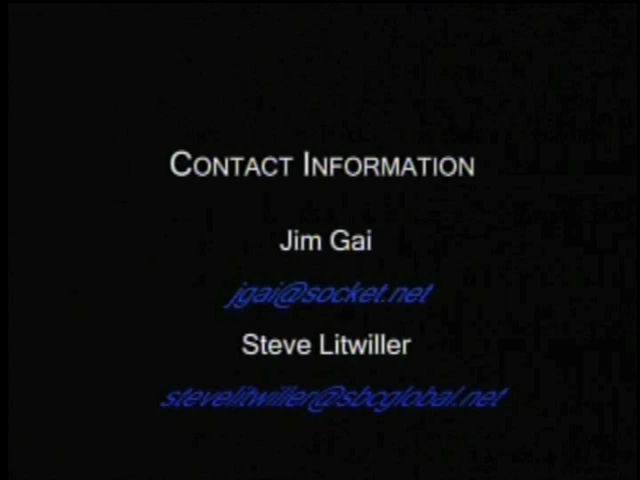 CONTACT INFORMATION
Jim Gai
jgai@socket.net
Steve Litwiller
stevelitwiller@sbcglobal.net